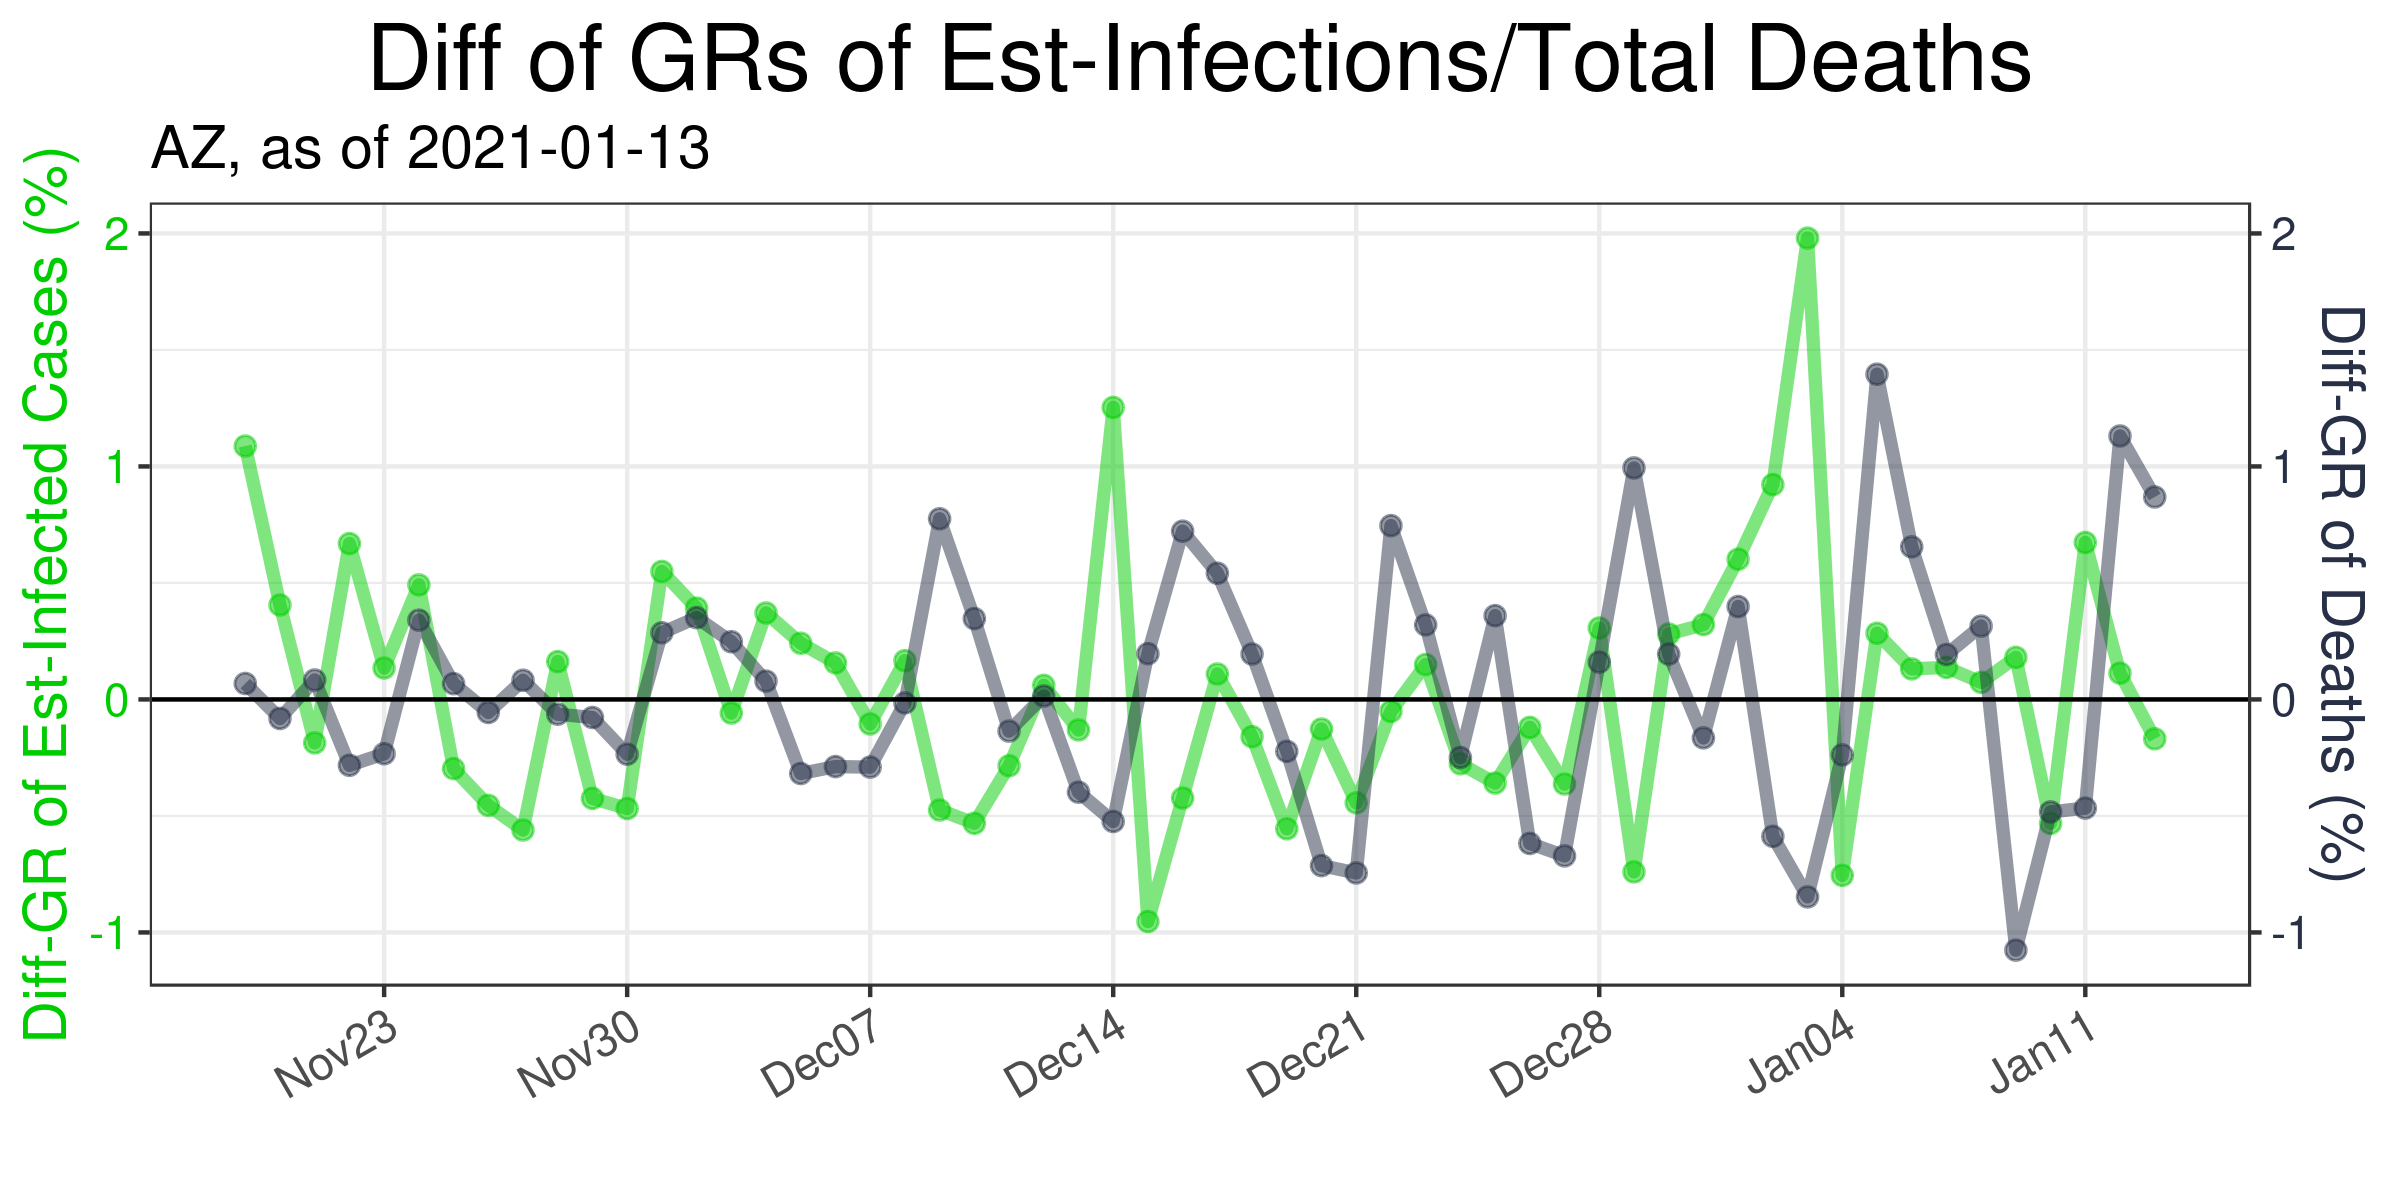 Diff of GRs of Est-Infections/Total Deaths
AZ, as of 2021-01-13
Diff-GR of Est-Infected Cases (%)
2
1
0
-1
2
1
0
-1
Diff-GR of Deaths (%)
Nov23
Nov30
Dec07
Dec14
Dec21
Dec28
Jan04
Jan11